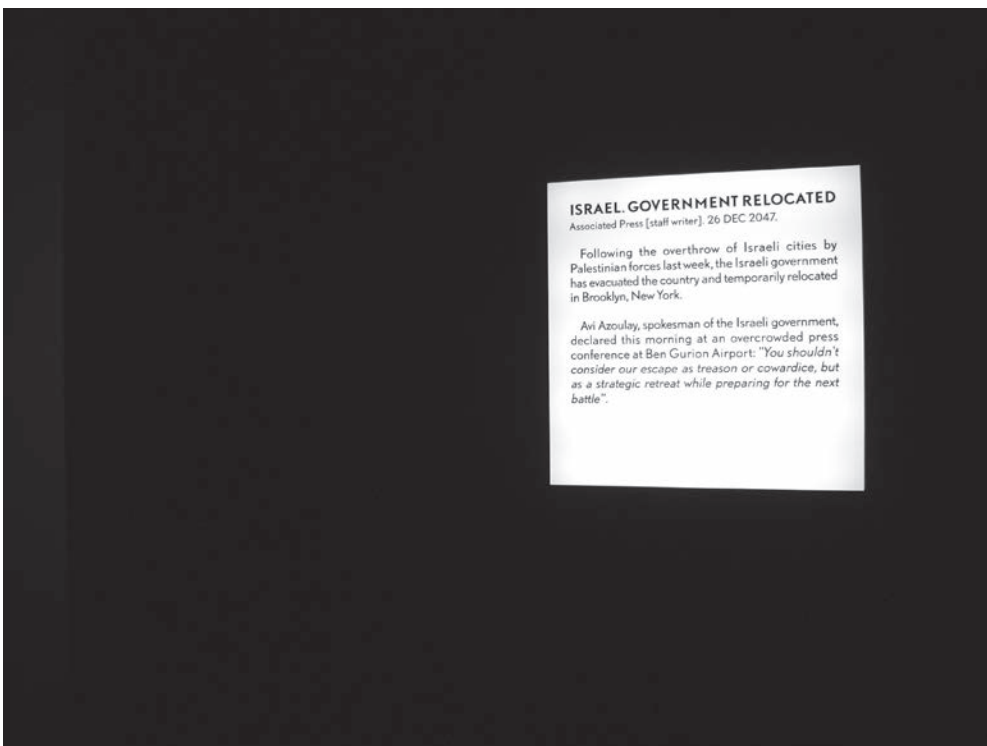 ISRAEL. GOVERNMENT RELOCATED
Associated Press [staff writer]. 26 DEC 2047.
Following the overthrow of Israeli cities by
Palestinian forces last week, the Israeli government
has evacuated the country and temporarily relocated
in Brooklyn, New York.
Avi Azoulay, spokesman of the Israeli government,
declared this morning at an overcrowded press
conference at Ben Gurion Airport: "You shouldn't
consider our escape as treason or cowardice, but
as a strategic retreat while preparing for the next
battle".